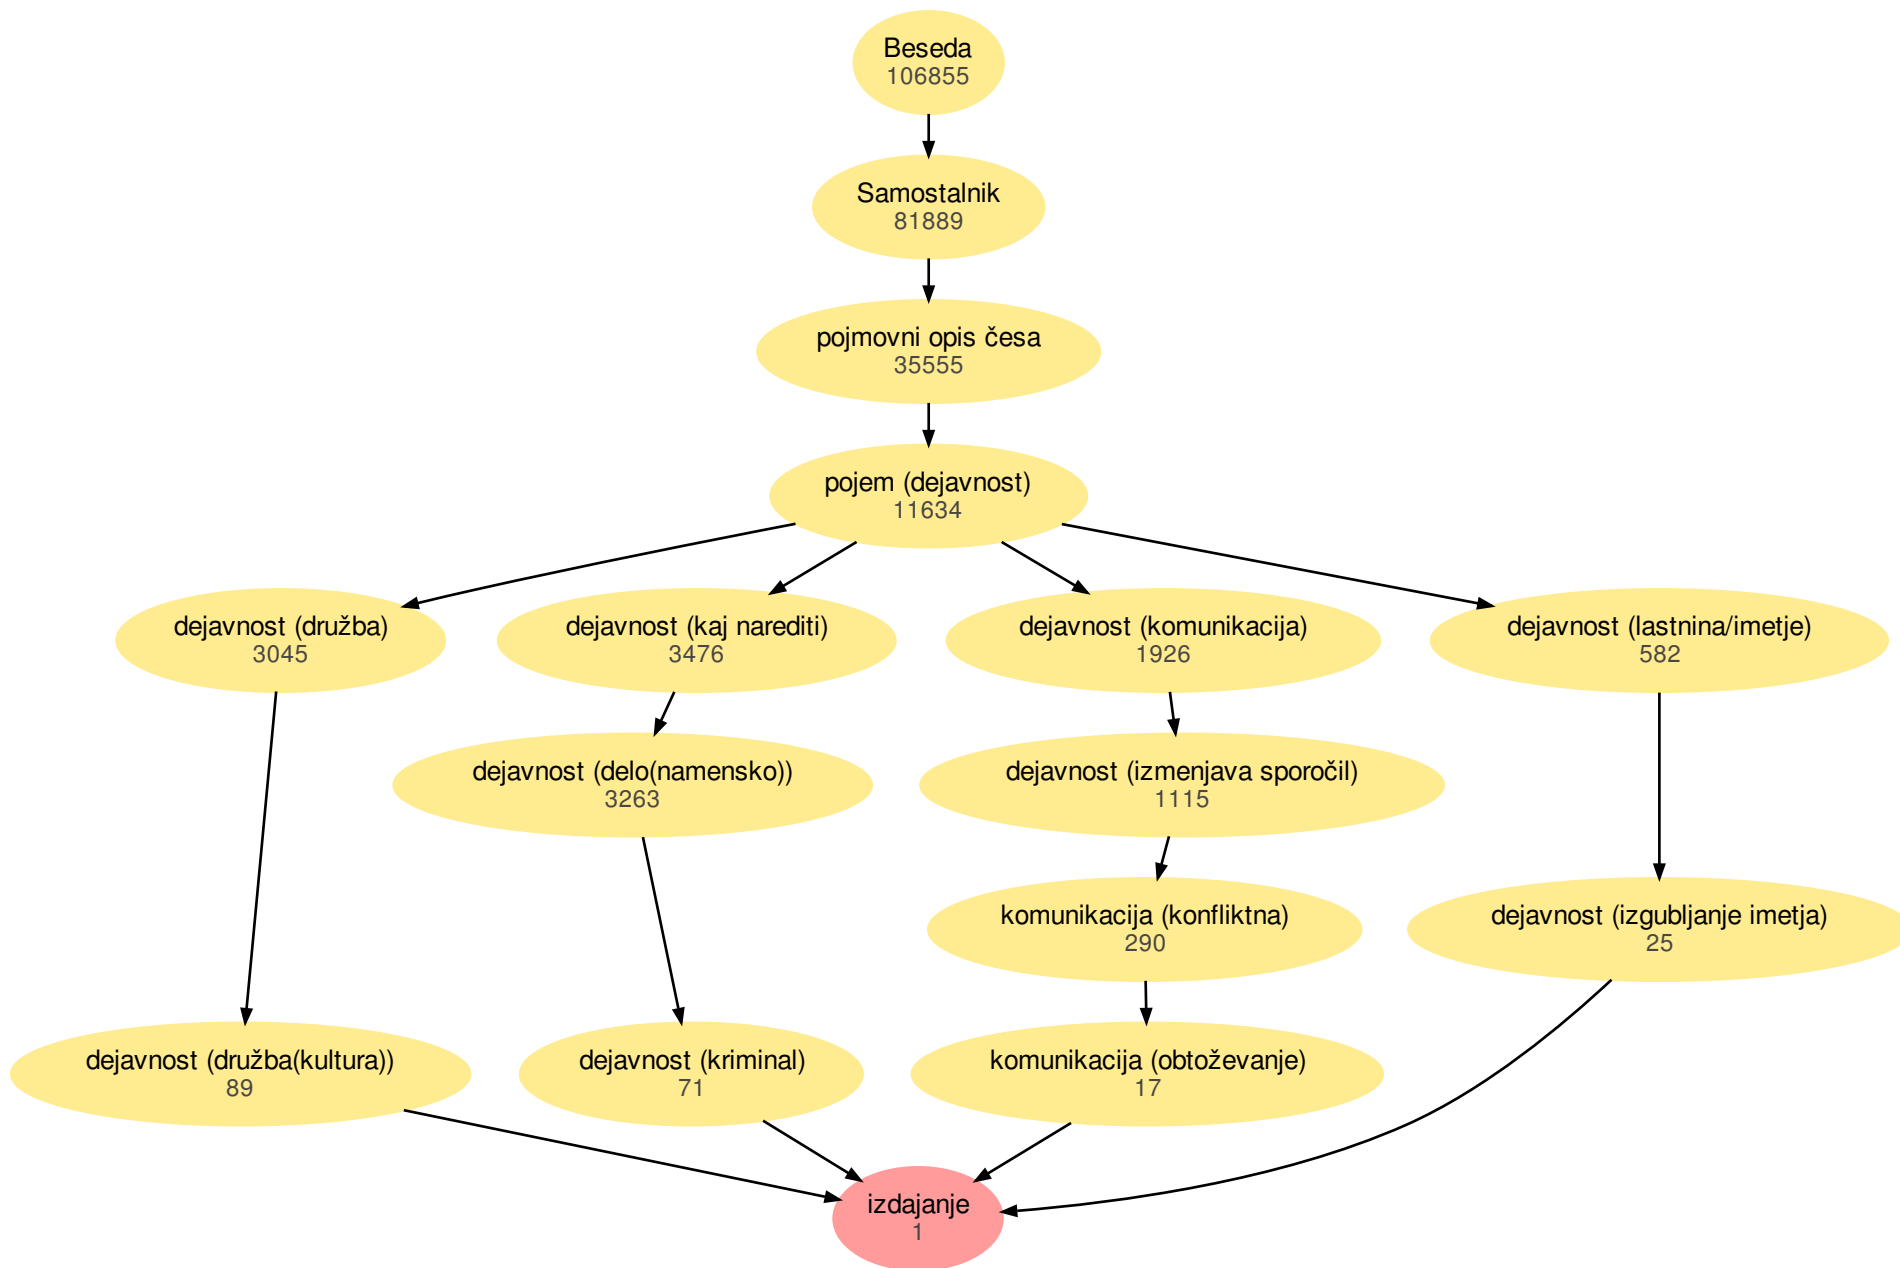 Beseda
106855
Samostalnik
81889
pojmovni opis česa
35555
pojem (dejavnost)
11634
dejavnost (družba)
3045
dejavnost (kaj narediti)
3476
dejavnost (komunikacija)
1926
dejavnost (lastnina/imetje)
582
dejavnost (delo(namensko))
3263
dejavnost (izmenjava sporočil)
1115
komunikacija (konfliktna)
290
dejavnost (izgubljanje imetja)
25
dejavnost (družba(kultura))
89
dejavnost (kriminal)
71
komunikacija (obtoževanje)
17
izdajanje
1